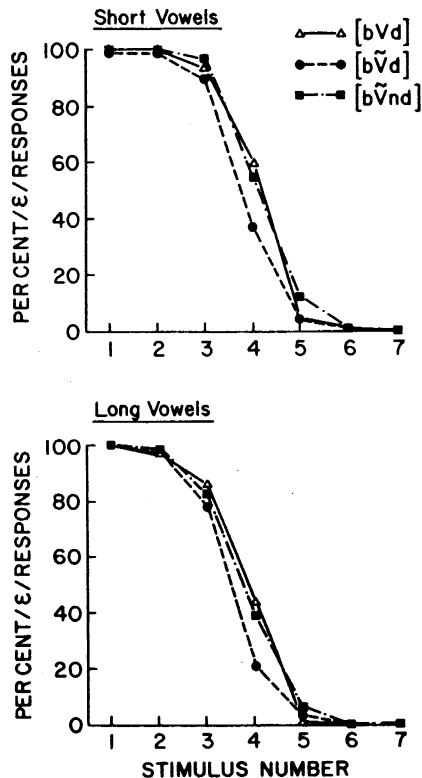 Short Vowels
[bVd]
[bṼd]
[bṼnd]
PERCENT/ε/RESPONSES
100
80
60
40
20
0
1 2 3 4 5 6 7
Long Vowels
PERCENT/ε/RESPONSES
100
80
60
40
20
0
1 2 3 4 5 6 7
STIMULUS NUMBER